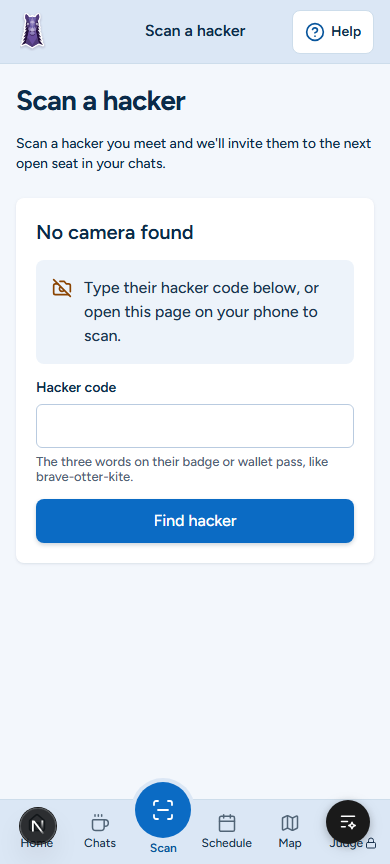 Scan a hacker
Help
Scan a hacker
Scan a hacker you meet and we'll invite them to the next
open seat in your chats.
No camera found
Type their hacker code below, or
open this page on your phone to
scan.
Hacker code
The three words on their badge or wallet pass, like
brave-otter-kite.
Find hacker
N
Home
Chats
Scan
Schedule
Map
Judge